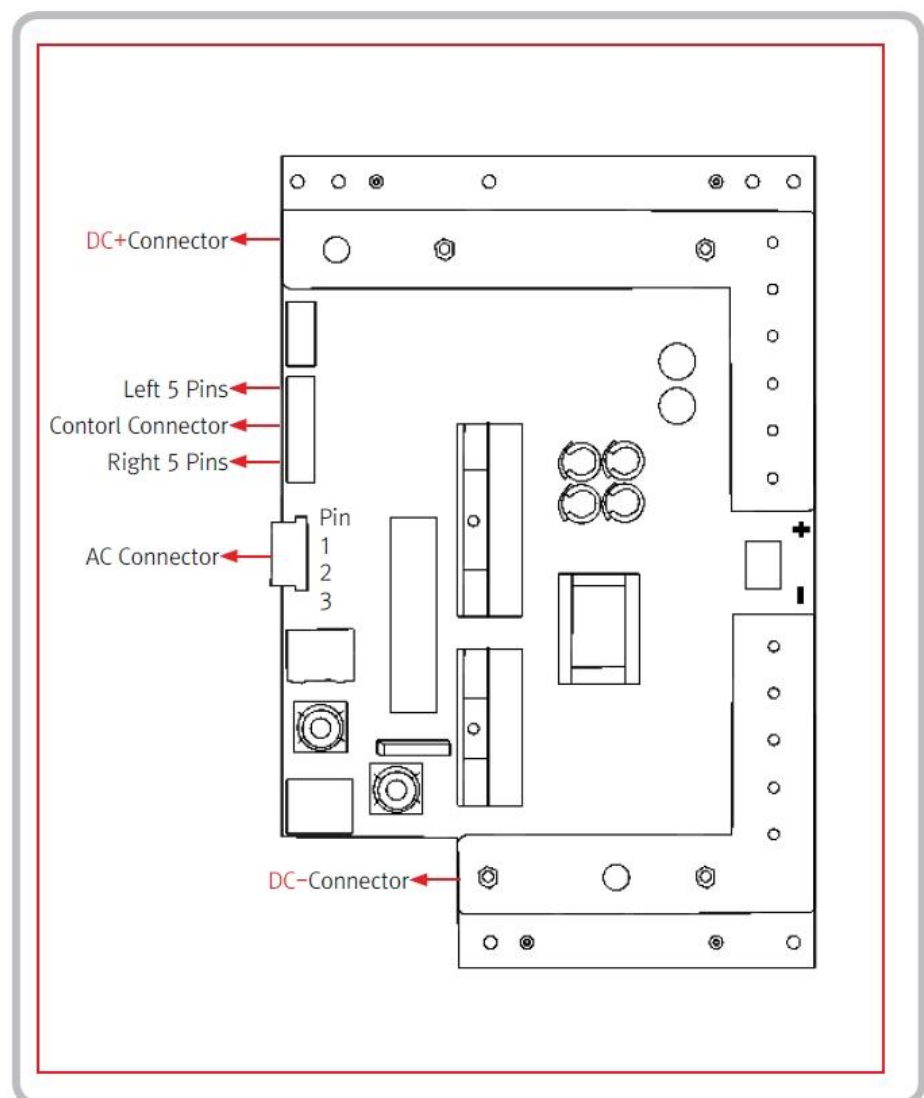 DC+Connector
Left 5 Pins
Contorl Connector
Right 5 Pins
Pin
1
AC Connector
2
3
+
-
DC-Connector